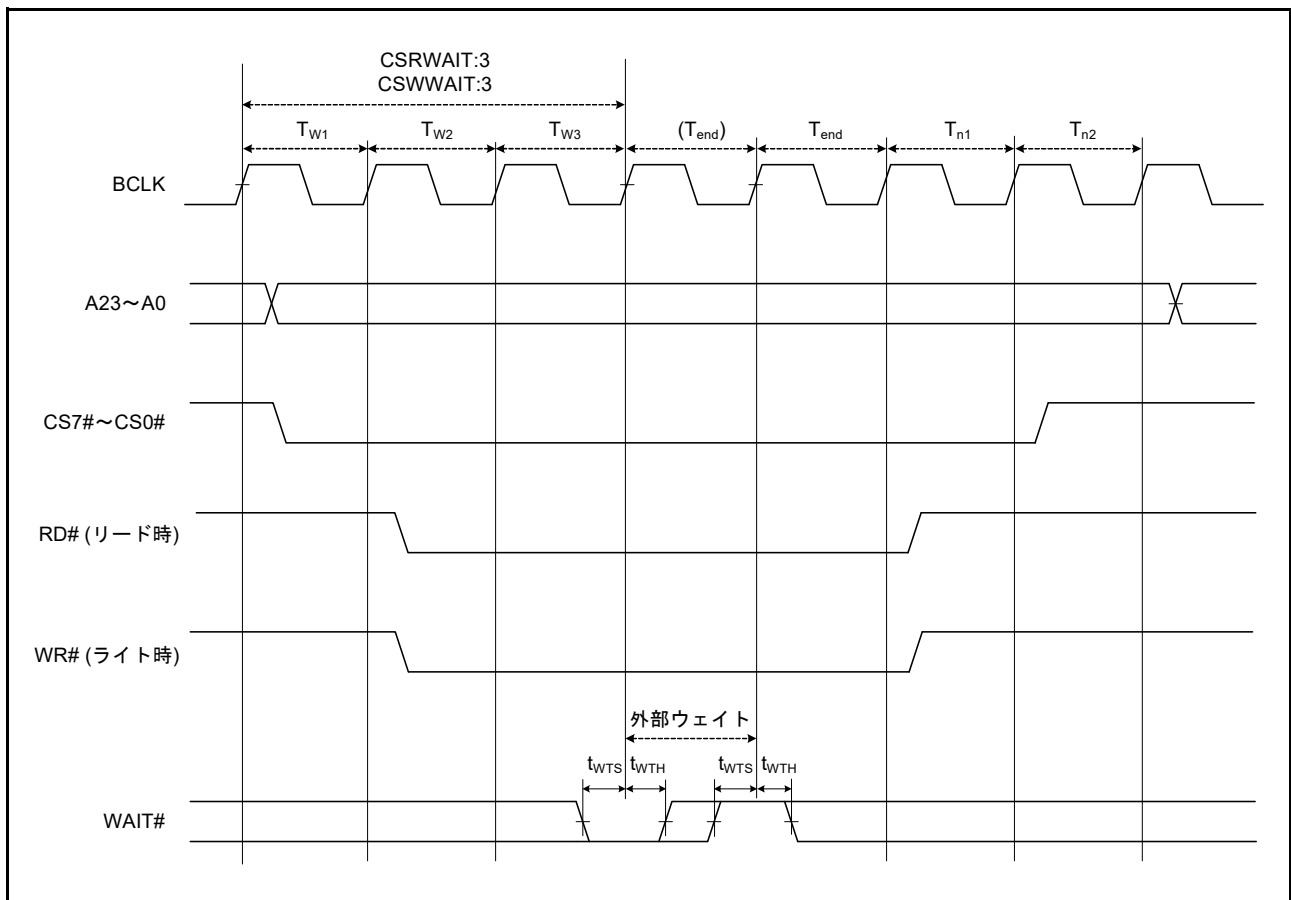 CSRWAIT:3
CSWWAIT:3
TW1 TW2 TW3 (Tend) Tend Tn1 Tn2
BCLK
A23～A0
CS7#～CS0#
RD# (リード時)
WR# (ライト時)
外部ウェイト
tWTS tWTH tWTS tWTH
WAIT#